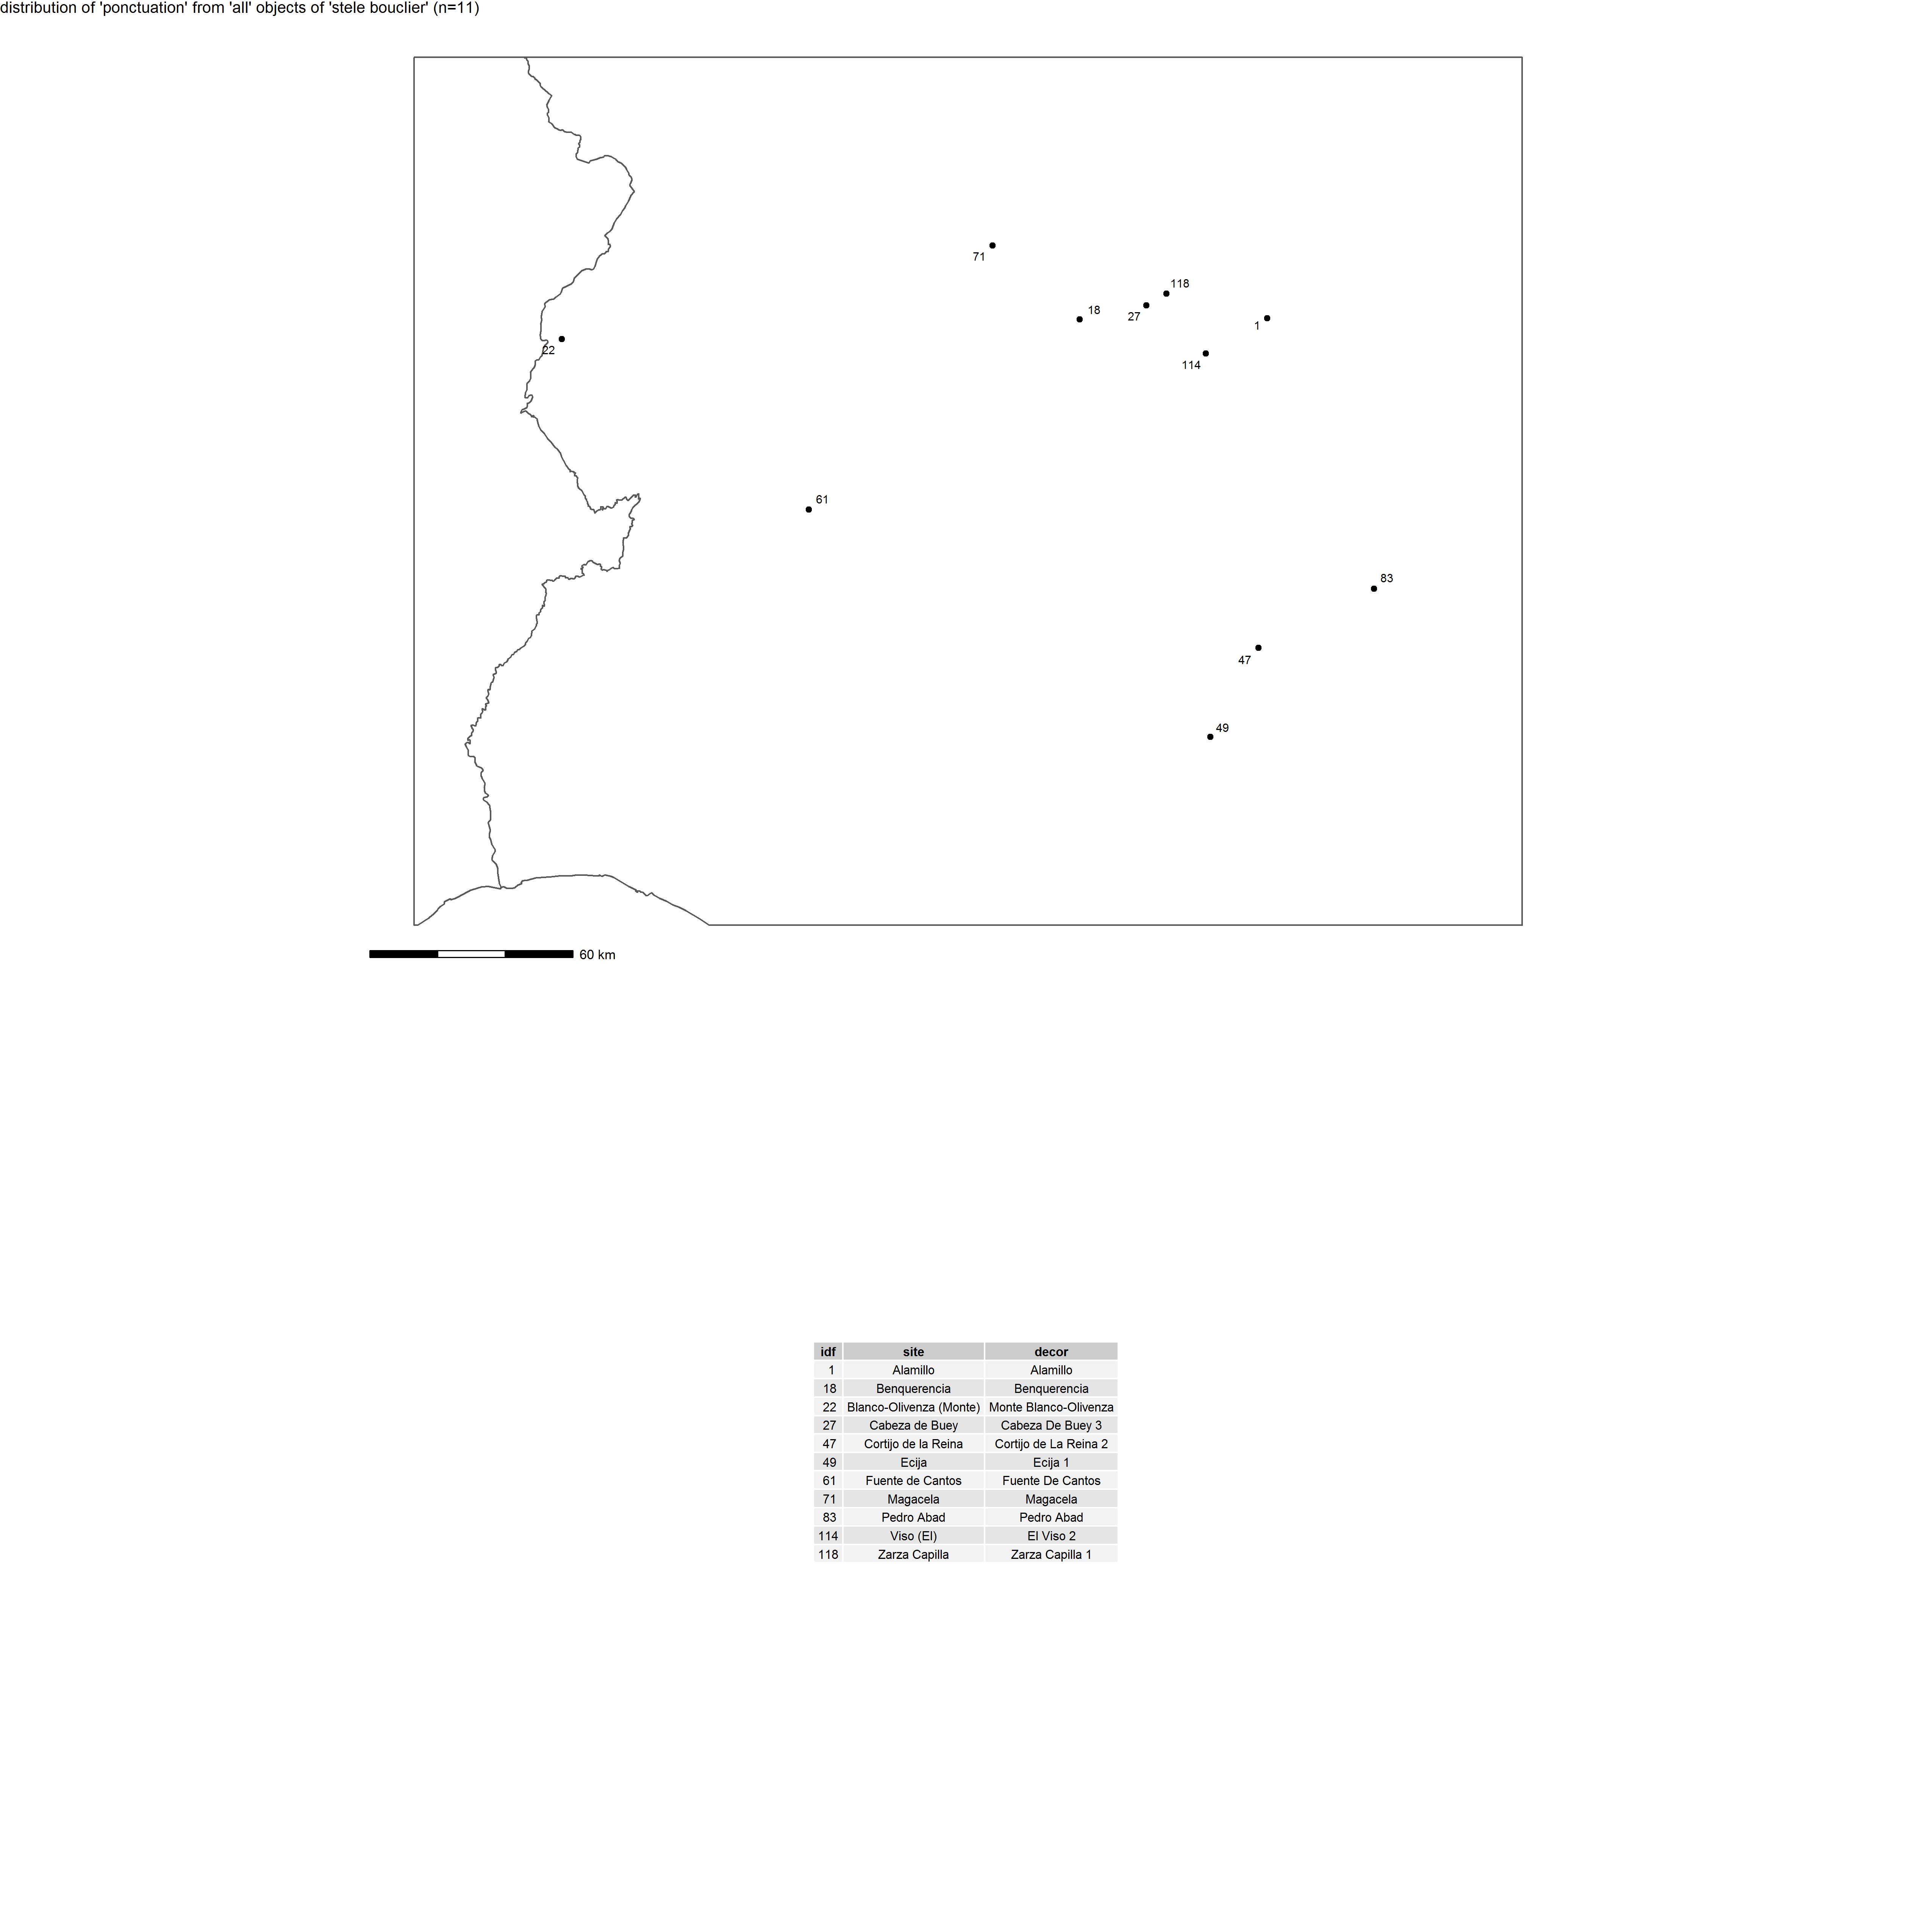 distribution of 'ponctuation' from 'all' objects of 'stele bouclier' (n=11)
71
118
18
27
1
22
114
61
83
47
49
60 km
idf site decor
1 Alamillo Alamillo
18 Benquerencia Benquerencia
22 Blanco-Olivenza (Monte) Monte Blanco-Olivenza
27 Cabeza de Buey Cabeza De Buey 3
47 Cortijo de la Reina Cortijo de La Reina 2
49 Ecija Ecija 1
61 Fuente de Cantos Fuente De Cantos
71 Magacela Magacela
83 Pedro Abad Pedro Abad
114 Viso (El) El Viso 2
118 Zarza Capilla Zarza Capilla 1